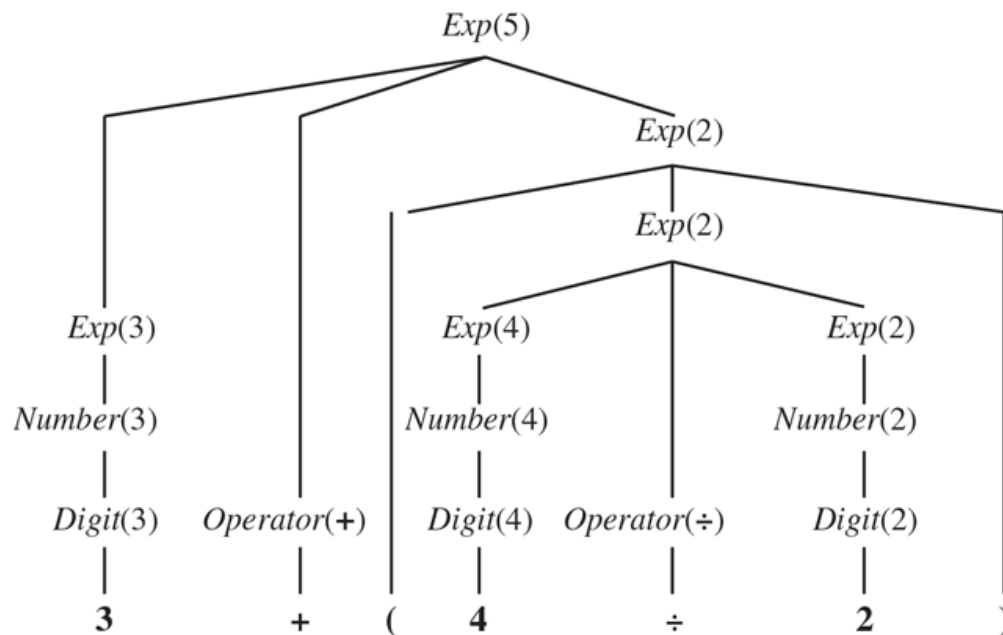 Exp(5)
Exp(2)
Exp(2)
Exp(3) Exp(4) Exp(2)
Number(3) Number(4) Number(2)
Digit(3) Operator(+) Digit(4) Operator(÷) Digit(2)
3 + ( 4 ÷ 2 )